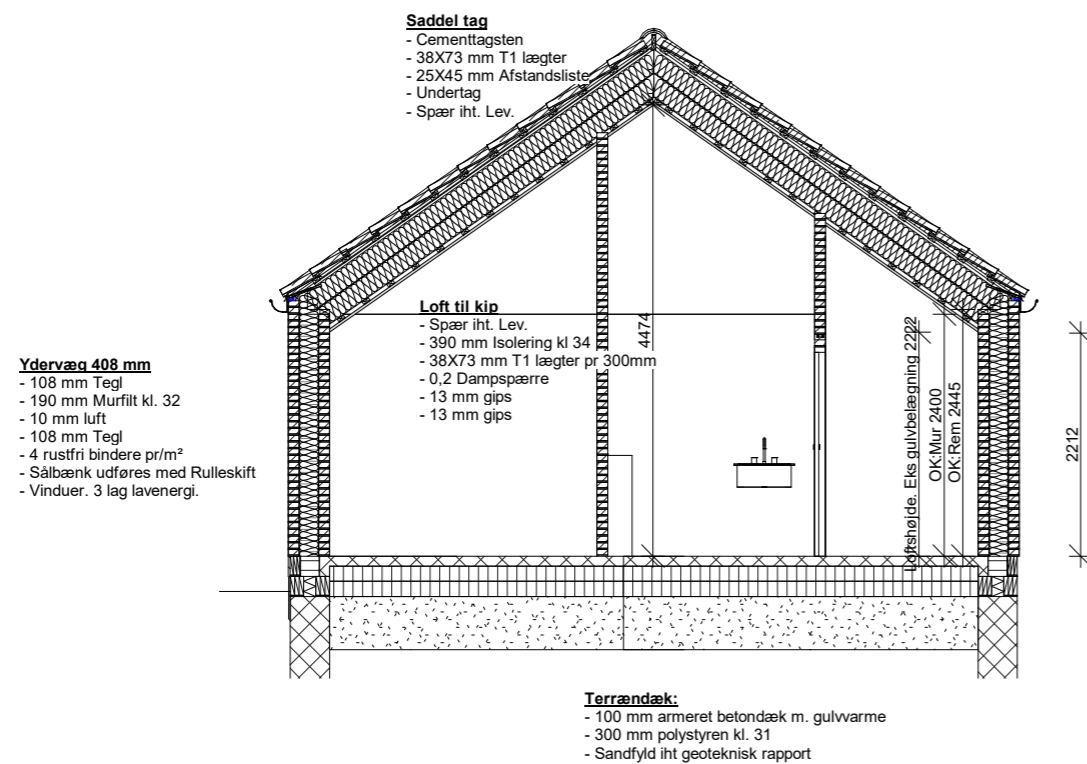 Saddel tag
- Cementtagsten
- 38X73 mm T1 lægter
- 25X45 mm Afstandsliste
- Undertag
- Spær iht. Lev.
Loft til kip
- Spær iht. Lev.
- 390 mm Isolering kl 34
- 38X73 mm T1 lægter pr 300mm
- 0,2 Dampspærre
- 13 mm gips
- 13 mm gips
4474
Ydervæg 408 mm
- 108 mm Tegl
- 190 mm Murfilt kl. 32
- 10 mm luft
- 108 mm Tegl
- 4 rustfri bindere pr/m²
- Sålbænk udføres med Rulleskift
- Vinduer. 3 lag lavenergi.
Loftshøjde. Eks gulvbelægning 2222
OK:Mur 2400
OK:Rem 2445
2212
Terrændæk:
- 100 mm armeret betondæk m. gulvvarme
- 300 mm polystyren kl. 31
- Sandfyld iht geoteknisk rapport